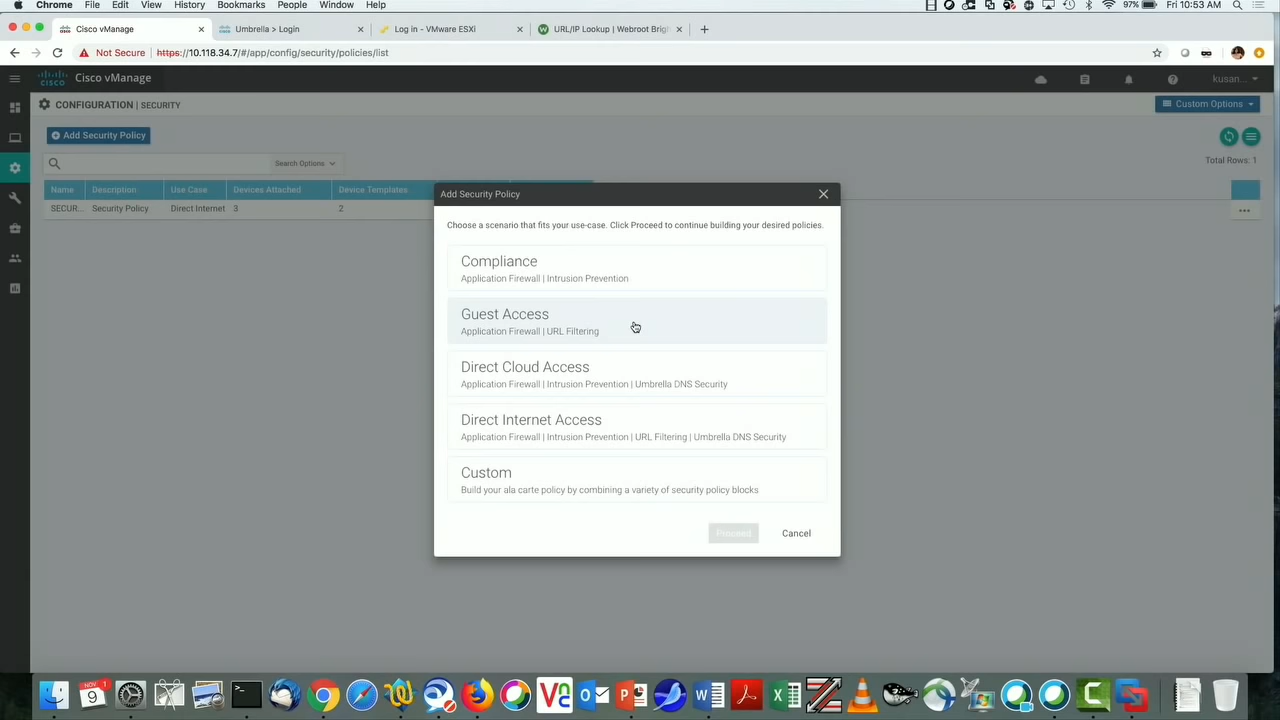 Chrome File Edit View History Bookmarks People Window Help 97% Fri 10:53 AM
Cisco vManage Umbrella > Login Log in - VMware ESXi URL/IP Lookup | Webroot Brig
Not Secure https://10.118.34.7/#/app/config/security/policies/list
CISCO Cisco vManage kusan...
CONFIGURATION | SECURITY Custom Options
Add Security Policy
Search Options
Total Rows: 1
Name Description Use Case Devices Attached Device Templates
SECUR... Security Policy Direct Internet 3 2
Add Security Policy
Choose a scenario that fits your use-case. Click Proceed to continue building your desired policies.
Compliance
Application Firewall | Intrusion Prevention
Guest Access
Application Firewall | URL Filtering
Direct Cloud Access
Application Firewall | Intrusion Prevention | Umbrella DNS Security
Direct Internet Access
Application Firewall | Intrusion Prevention | URL Filtering | Umbrella DNS Security
Custom
Build your ala carte policy by combining a variety of security policy blocks
Proceed Cancel
NOV 1
9